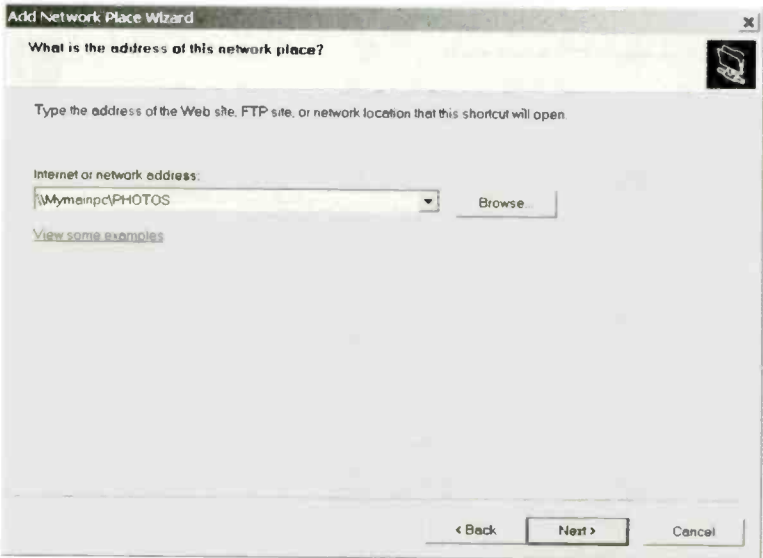 Add Network Place Wizard
What is the address of this network place?
Type the address of the Web site, FTP site, or network location that this shortcut will open.
Internet or network address:
\\Mymainpc\PHOTOS
Browse...
View some examples
< Back
Next >
Cancel